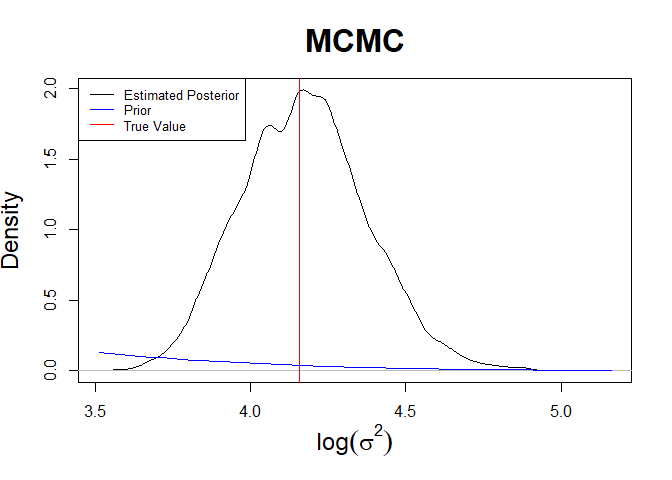 MCMC
Estimated Posterior
Prior
True Value
Density
2.0
1.5
1.0
0.5
0.0
3.5 4.0 4.5 5.0
log(σ²)